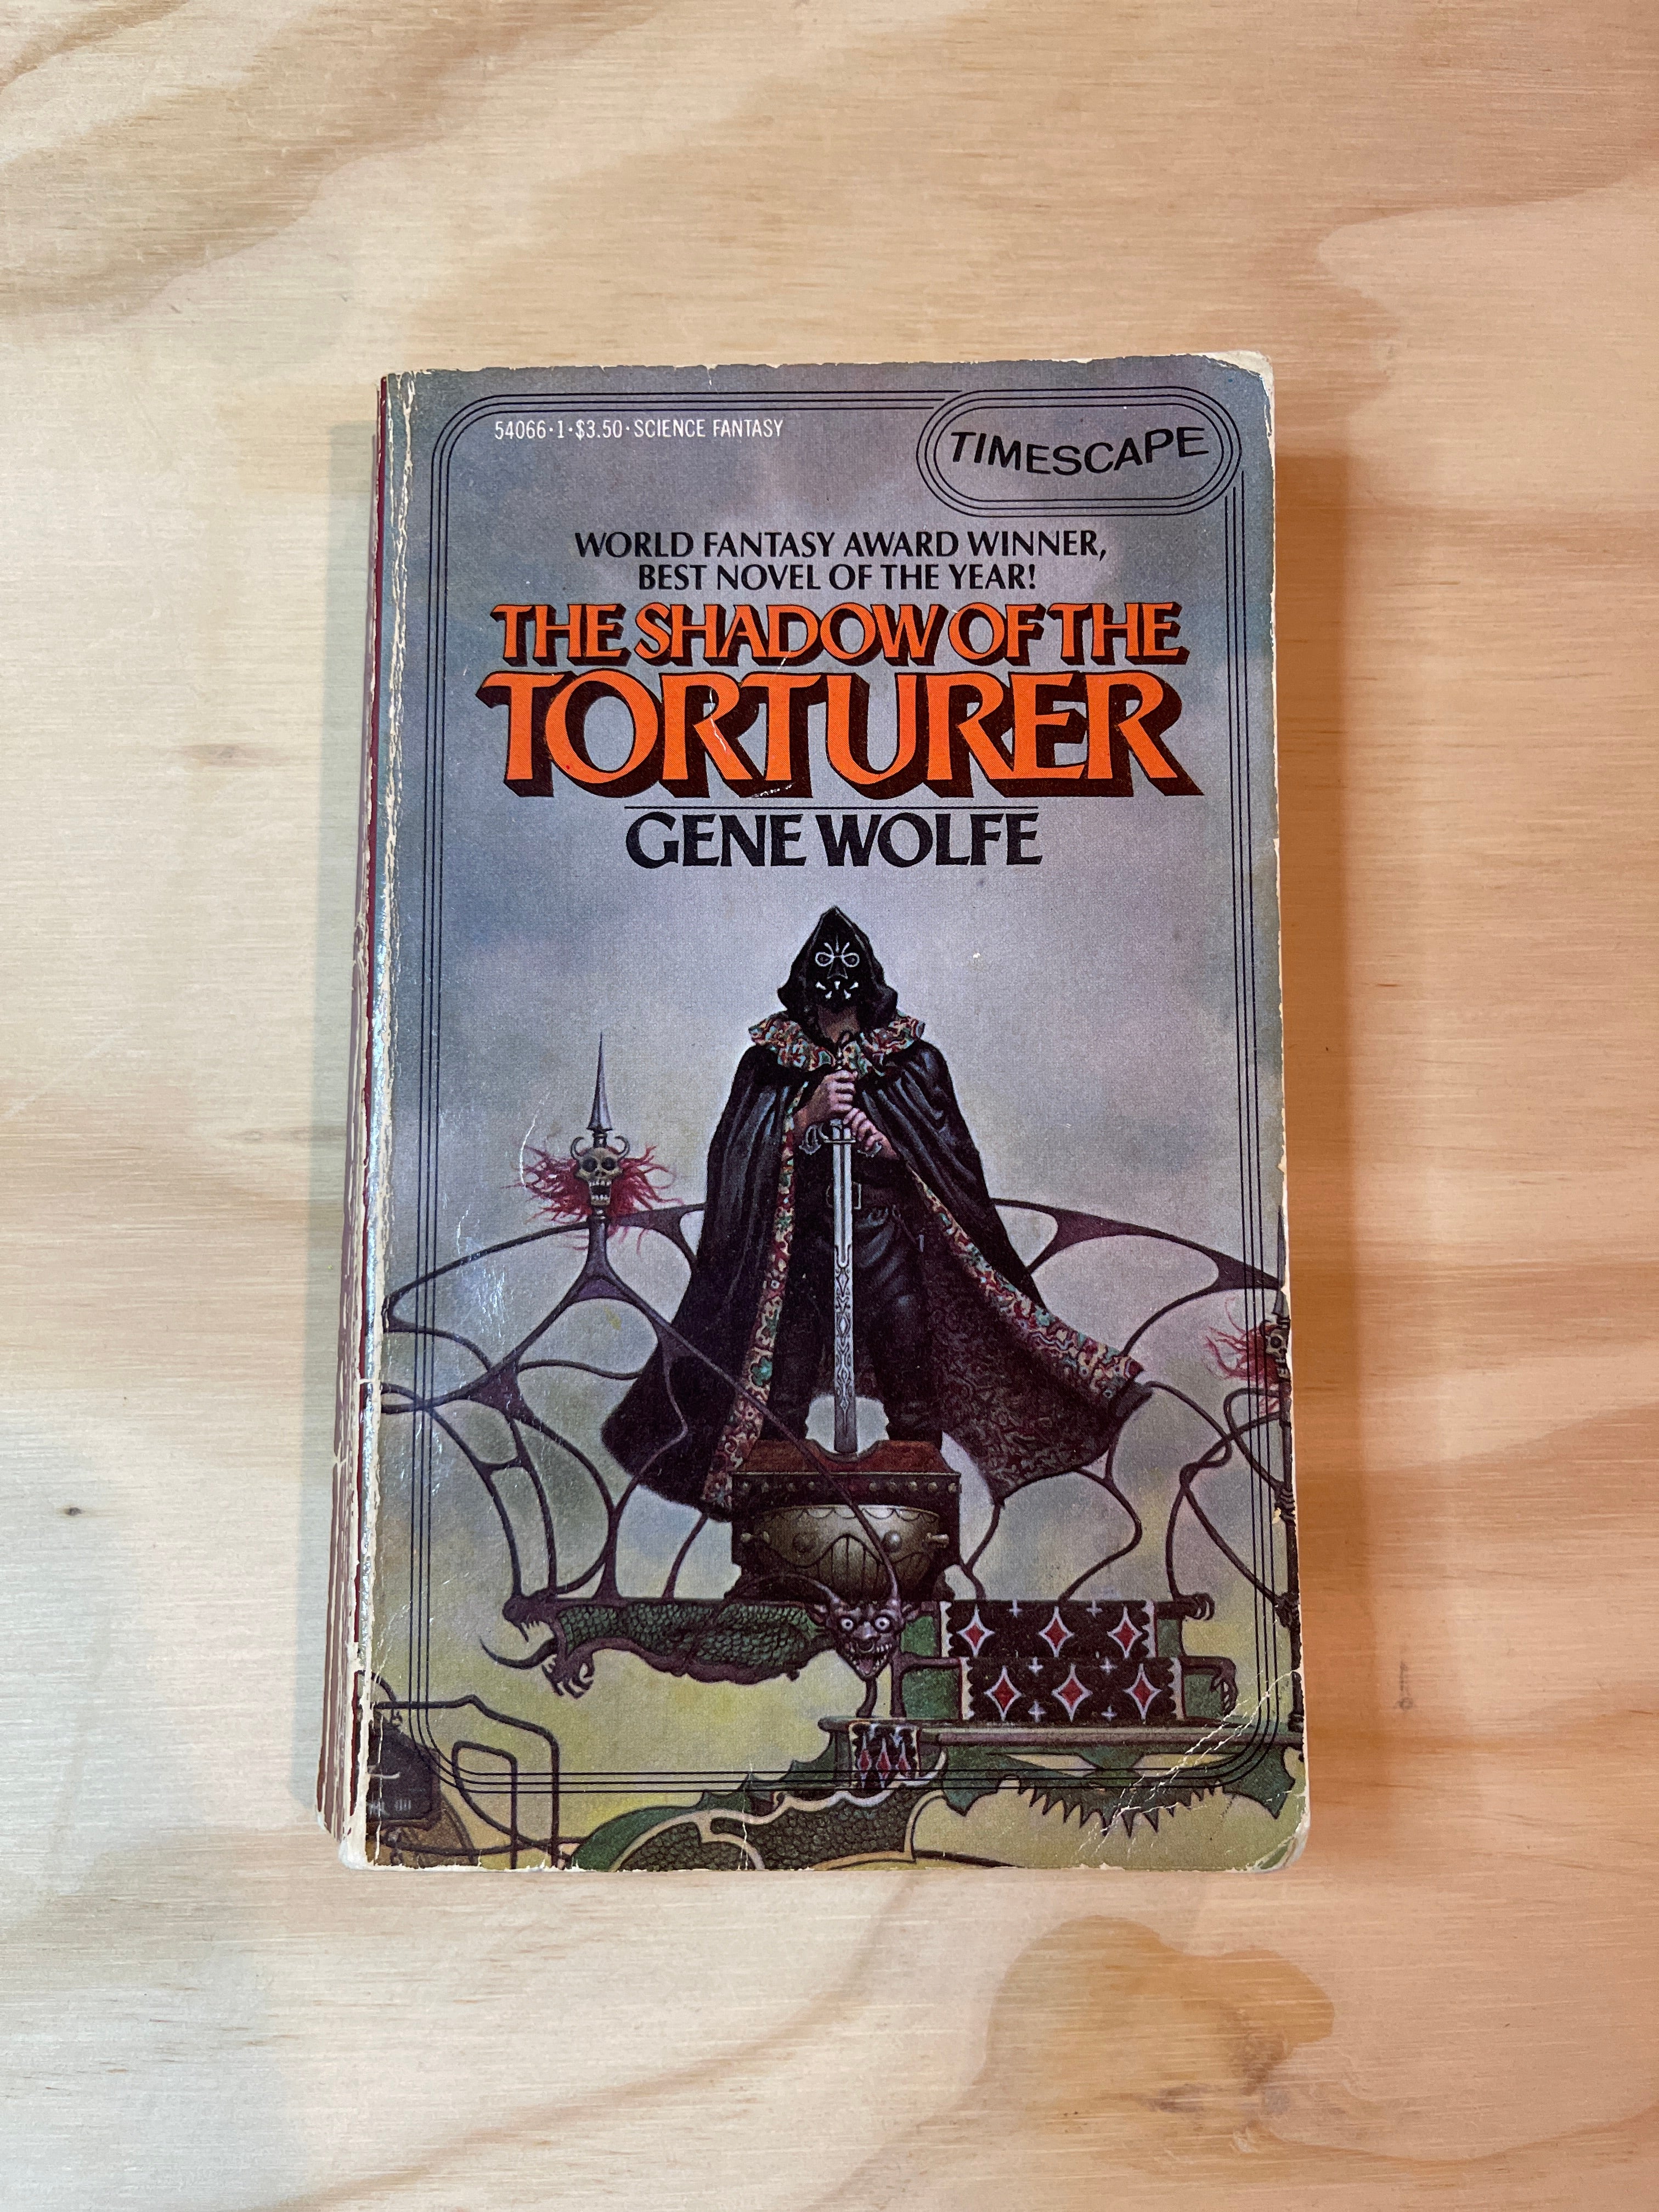 54066·1·$3.50·SCIENCE FANTASY
TIMESCAPE
WORLD FANTASY AWARD WINNER,
BEST NOVEL OF THE YEAR!
THE SHADOW OF THE
TORTURER
GENE WOLFE